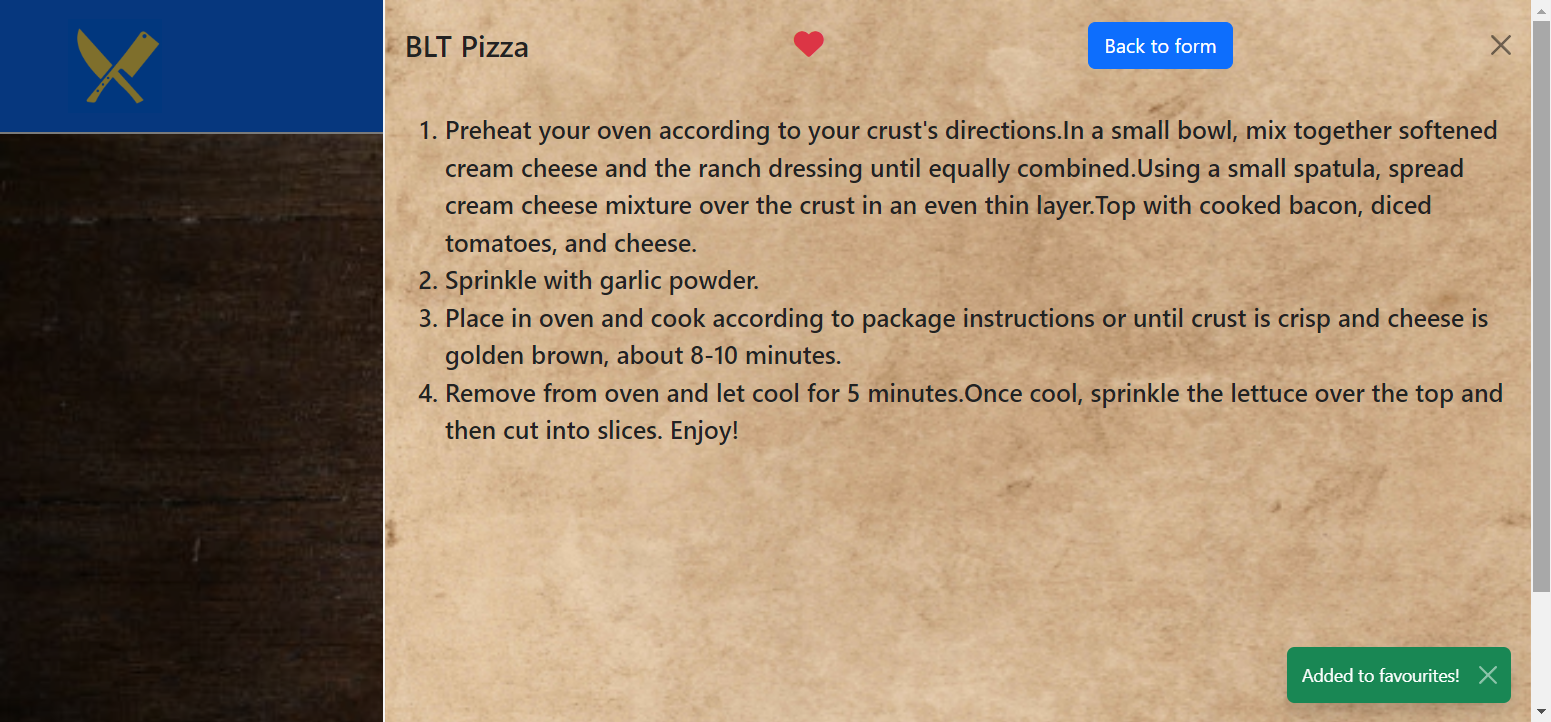 BLT Pizza
Back to form
1. Preheat your oven according to your crust's directions.In a small bowl, mix together softened
cream cheese and the ranch dressing until equally combined.Using a small spatula, spread
cream cheese mixture over the crust in an even thin layer.Top with cooked bacon, diced
tomatoes, and cheese.
2. Sprinkle with garlic powder.
3. Place in oven and cook according to package instructions or until crust is crisp and cheese is
golden brown, about 8-10 minutes.
4. Remove from oven and let cool for 5 minutes.Once cool, sprinkle the lettuce over the top and
then cut into slices. Enjoy!
Added to favourites!